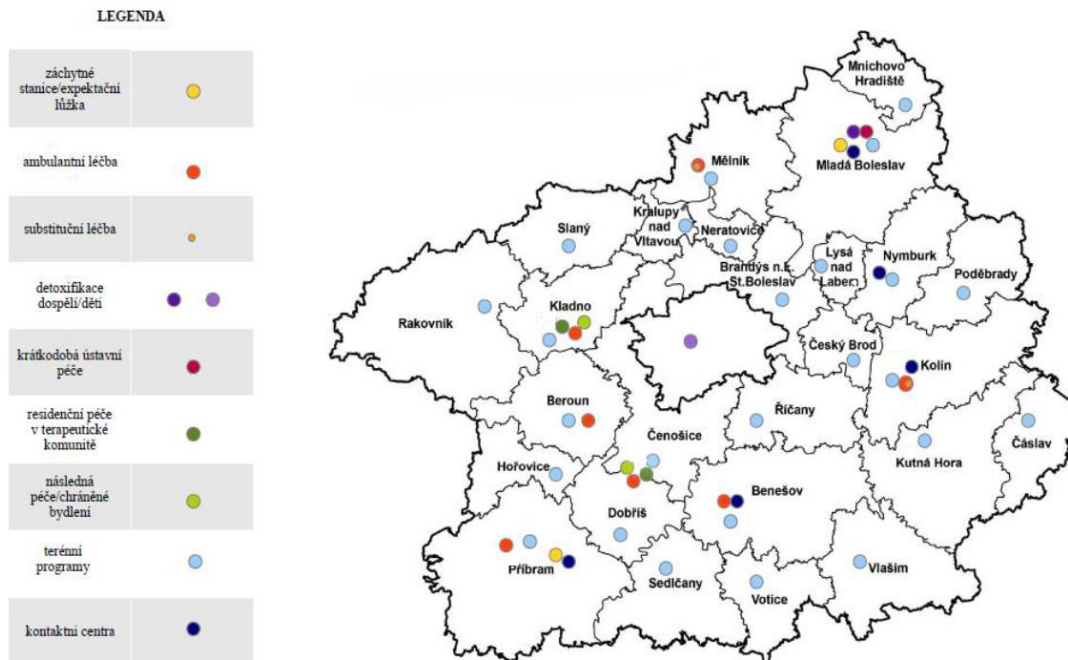 LEGENDA
záchytné
stanice/expektační
lůžka
ambulantní léčba
substituční léčba
detoxifikace
dospělí/děti
krátkodobá ústavní
péče
residenční péče
v terapeutické
komunitě
následná
péče/chráněné
bydlení
terénní
programy
kontaktní centra
Mnichovo
Hradiště
Mladá Boleslav
Mělník
Kralupy
nad
Vltavou
Neratovice
Slaný
Brandýs n.L.
St.Boleslav
Lysá
nad
Labem
Nymburk
Poděbrady
Rakovník
Kladno
Český Brod
Kolín
Beroun
Čenošice
Říčany
Kutná Hora
Čáslav
Hořovice
Dobříš
Benešov
Příbram
Sedlčany
Votice
Vlašim